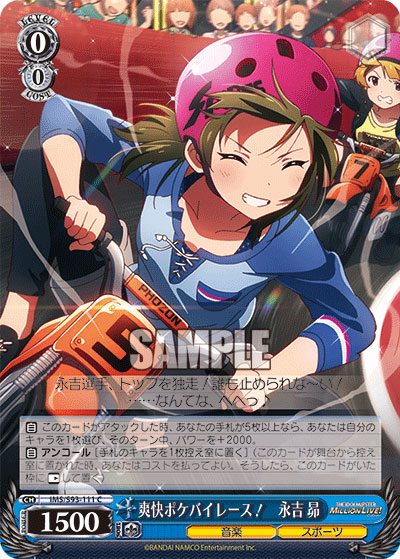 LEVEL
0
0
COST
7
PHOZON
SAMPLE
永吉選手、トップを独走!誰も止められな~い!
……なんてな、へへっ♪
このカードがアタックした時、あなたの手札が5枚以上なら、あなたは自分
のキャラを1枚選び、そのターン中、パワーを+2000。
アンコール [手札のキャラを1枚控え室に置く] (このカードが舞台から控え
室に置かれた時、あなたはコストを払ってよい。そうしたら、このカードがいた
枠にレストして置く)
CH
IMS/S93-111 C
1500
爽快ポケバイレース! 永吉 昴
THE IDOLM@STER
MILLION LIVE!
音楽
スポーツ
©BANDAI NAMCO Entertainment Inc.